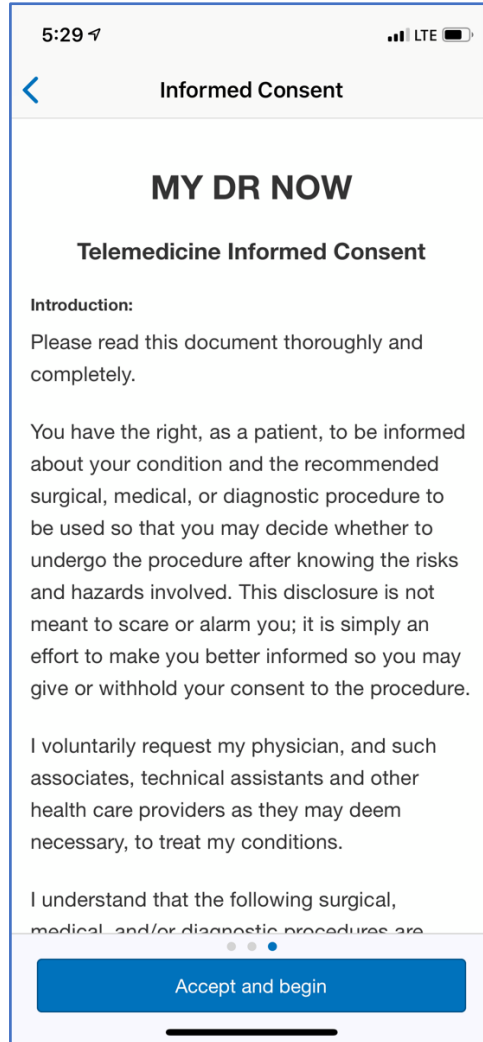 5:29 LTE
Informed Consent
MY DR NOW
Telemedicine Informed Consent
Introduction:
Please read this document thoroughly and
completely.
You have the right, as a patient, to be informed
about your condition and the recommended
surgical, medical, or diagnostic procedure to
be used so that you may decide whether to
undergo the procedure after knowing the risks
and hazards involved. This disclosure is not
meant to scare or alarm you; it is simply an
effort to make you better informed so you may
give or withhold your consent to the procedure.
I voluntarily request my physician, and such
associates, technical assistants and other
health care providers as they may deem
necessary, to treat my conditions.
I understand that the following surgical,
medical, and/or diagnostic procedures are
Accept and begin